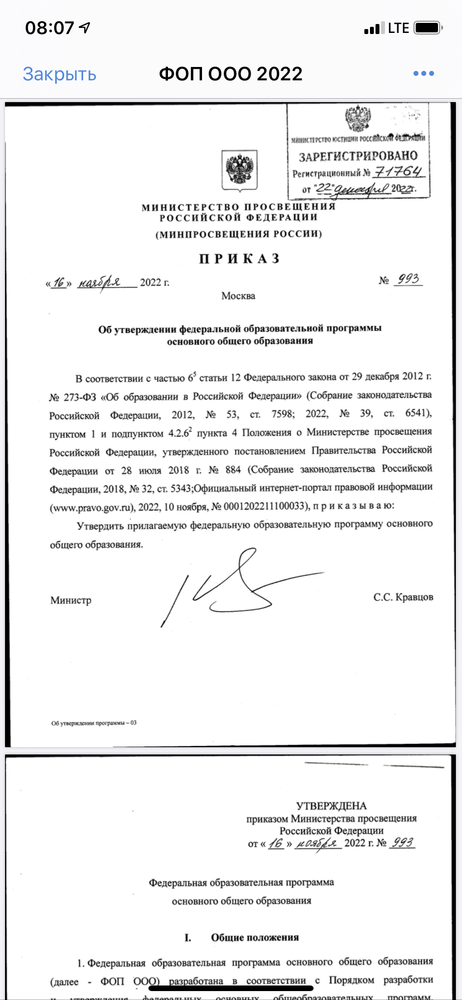 08:07 LTE
Закрыть ФОП ООО 2022
МИНИСТЕРСТВО ЮСТИЦИИ РОССИЙСКОЙ ФЕДЕРАЦИИ
ЗАРЕГИСТРИРОВАНО
Регистрационный № 71764
от "22" декабря 2022г.
МИНИСТЕРСТВО ПРОСВЕЩЕНИЯ
РОССИЙСКОЙ ФЕДЕРАЦИИ
(МИНПРОСВЕЩЕНИЯ РОССИИ)
П Р И К А З
«16» ноября 2022 г. № 993
Москва
Об утверждении федеральной образовательной программы
основного общего образования
В соответствии с частью 6⁵ статьи 12 Федерального закона от 29 декабря 2012 г.
№ 273-ФЗ «Об образовании в Российской Федерации» (Собрание законодательства
Российской Федерации, 2012, № 53, ст. 7598; 2022, № 39, ст. 6541),
пунктом 1 и подпунктом 4.2.6² пункта 4 Положения о Министерстве просвещения
Российской Федерации, утвержденного постановлением Правительства Российской
Федерации от 28 июля 2018 г. № 884 (Собрание законодательства Российской
Федерации, 2018, № 32, ст. 5343;Официальный интернет-портал правовой информации
(www.pravo.gov.ru), 2022, 10 ноября, № 0001202211100033), п р и к а з ы в а ю:
Утвердить прилагаемую федеральную образовательную программу основного
общего образования.
Министр С.С. Кравцов
Об утверждении программы – 03
УТВЕРЖДЕНА
приказом Министерства просвещения
Российской Федерации
от «16» ноября 2022 г. № 993
Федеральная образовательная программа
основного общего образования
I. Общие положения
1. Федеральная образовательная программа основного общего образования
(далее - ФОП ООО) разработана в соответствии с Порядком разработки
и утверждения федеральных основных общеобразовательных программ,